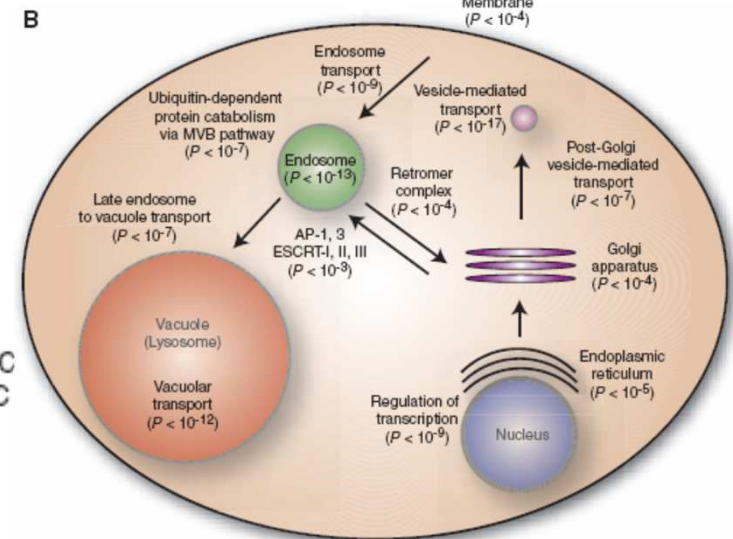 B
Membrane
(P < 10-4)
Endosome
transport
(P < 10-9)
Vesicle-mediated
transport
(P < 10-17)
Ubiquitin-dependent
protein catabolism
via MVB pathway
(P < 10-7)
Post-Golgi
vesicle-mediated
transport
(P < 10-7)
Endosome
(P < 10-13)
Retromer
complex
(P < 10-4)
Late endosome
to vacuole transport
(P < 10-7)
AP-1, 3
ESCRT-I, II, III
(P < 10-3)
Golgi
apparatus
(P < 10-4)
Vacuole
(Lysosome)
Vacuolar
transport
(P < 10-12)
Endoplasmic
reticulum
(P < 10-5)
Regulation of
transcription
(P < 10-9)
Nucleus
C
C